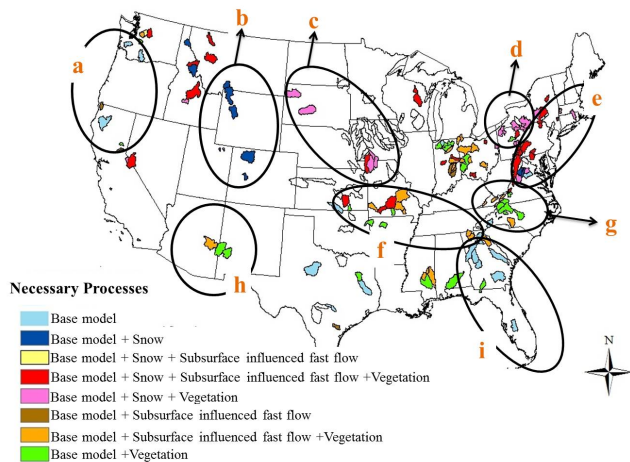 b
c
a
d
e
g
f
h
i
N
Necessary Processes
Base model
Base model + Snow
Base model + Snow + Subsurface influenced fast flow
Base model + Snow + Subsurface influenced fast flow +Vegetation
Base model + Snow + Vegetation
Base model + Subsurface influenced fast flow
Base model + Subsurface influenced fast flow +Vegetation
Base model +Vegetation